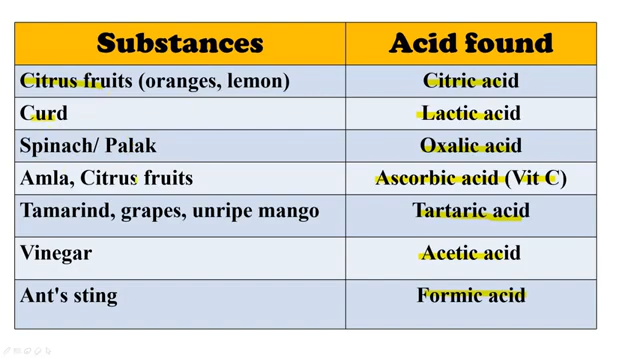 Substances Acid found
Citrus fruits (oranges, lemon) Citric acid
Curd Lactic acid
Spinach/ Palak Oxalic acid
Amla, Citrus fruits Ascorbic acid (Vit C)
Tamarind, grapes, unripe mango Tartaric acid
Vinegar Acetic acid
Ant's sting Formic acid